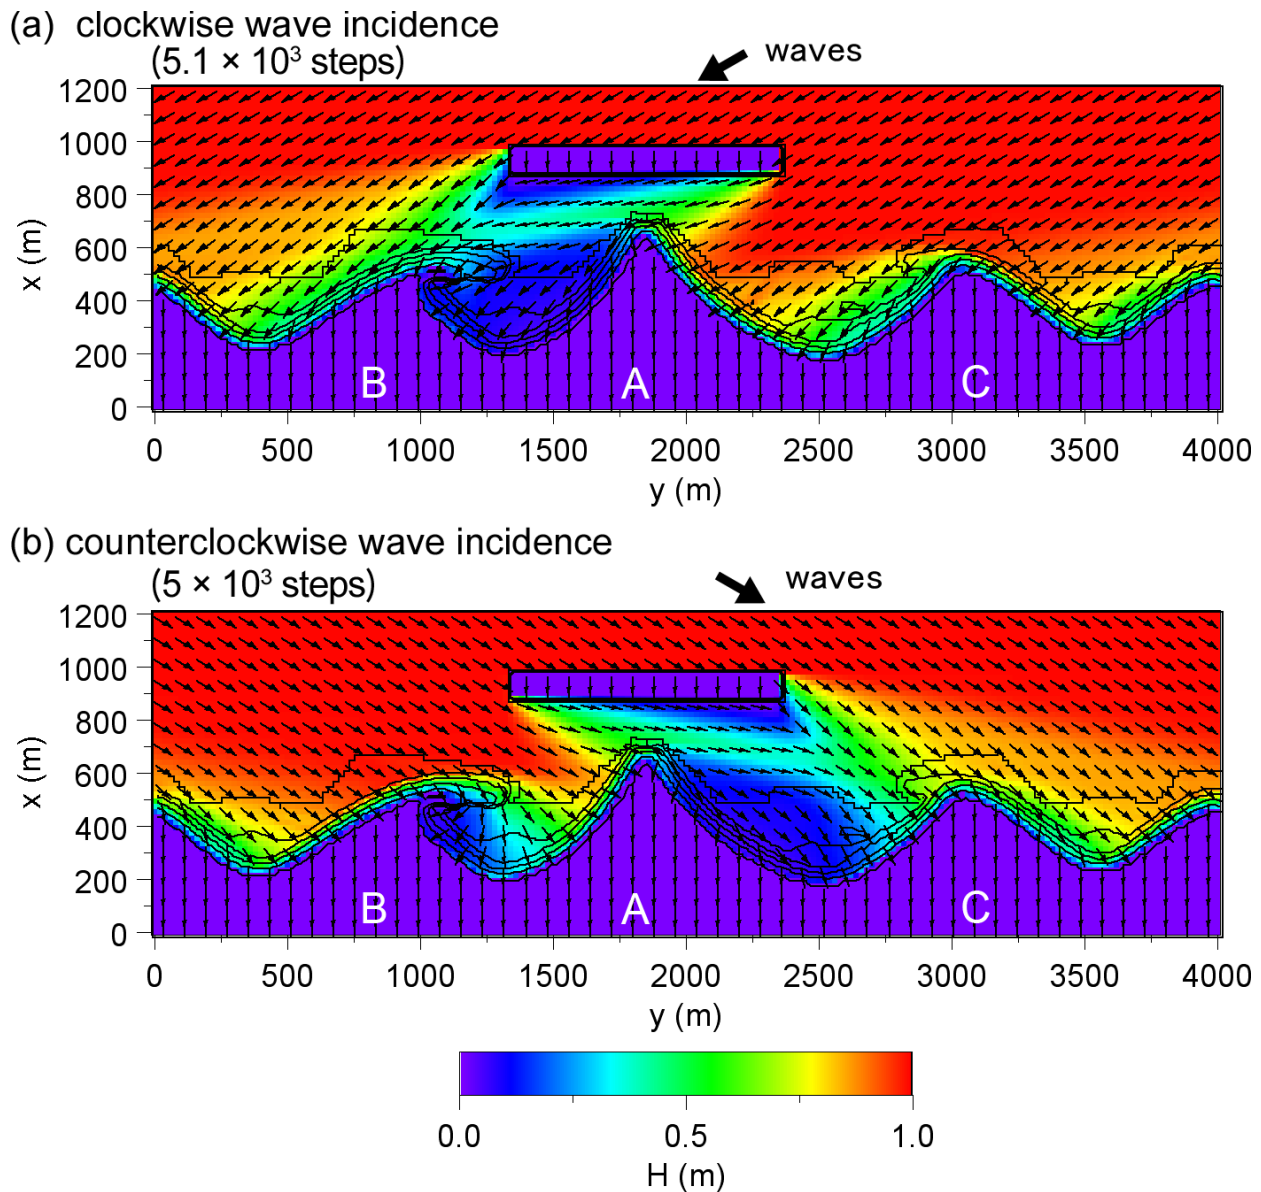 (a) clockwise wave incidence
(5.1 × 10³ steps)
waves
1200
1000
800
600
400
200
0
x (m)
B
A
C
0 500 1000 1500 2000 2500 3000 3500 4000
y (m)
(b) counterclockwise wave incidence
(5 × 10³ steps)
waves
1200
1000
800
600
400
200
0
x (m)
B
A
C
0 500 1000 1500 2000 2500 3000 3500 4000
y (m)
0.0 0.5 1.0
H (m)